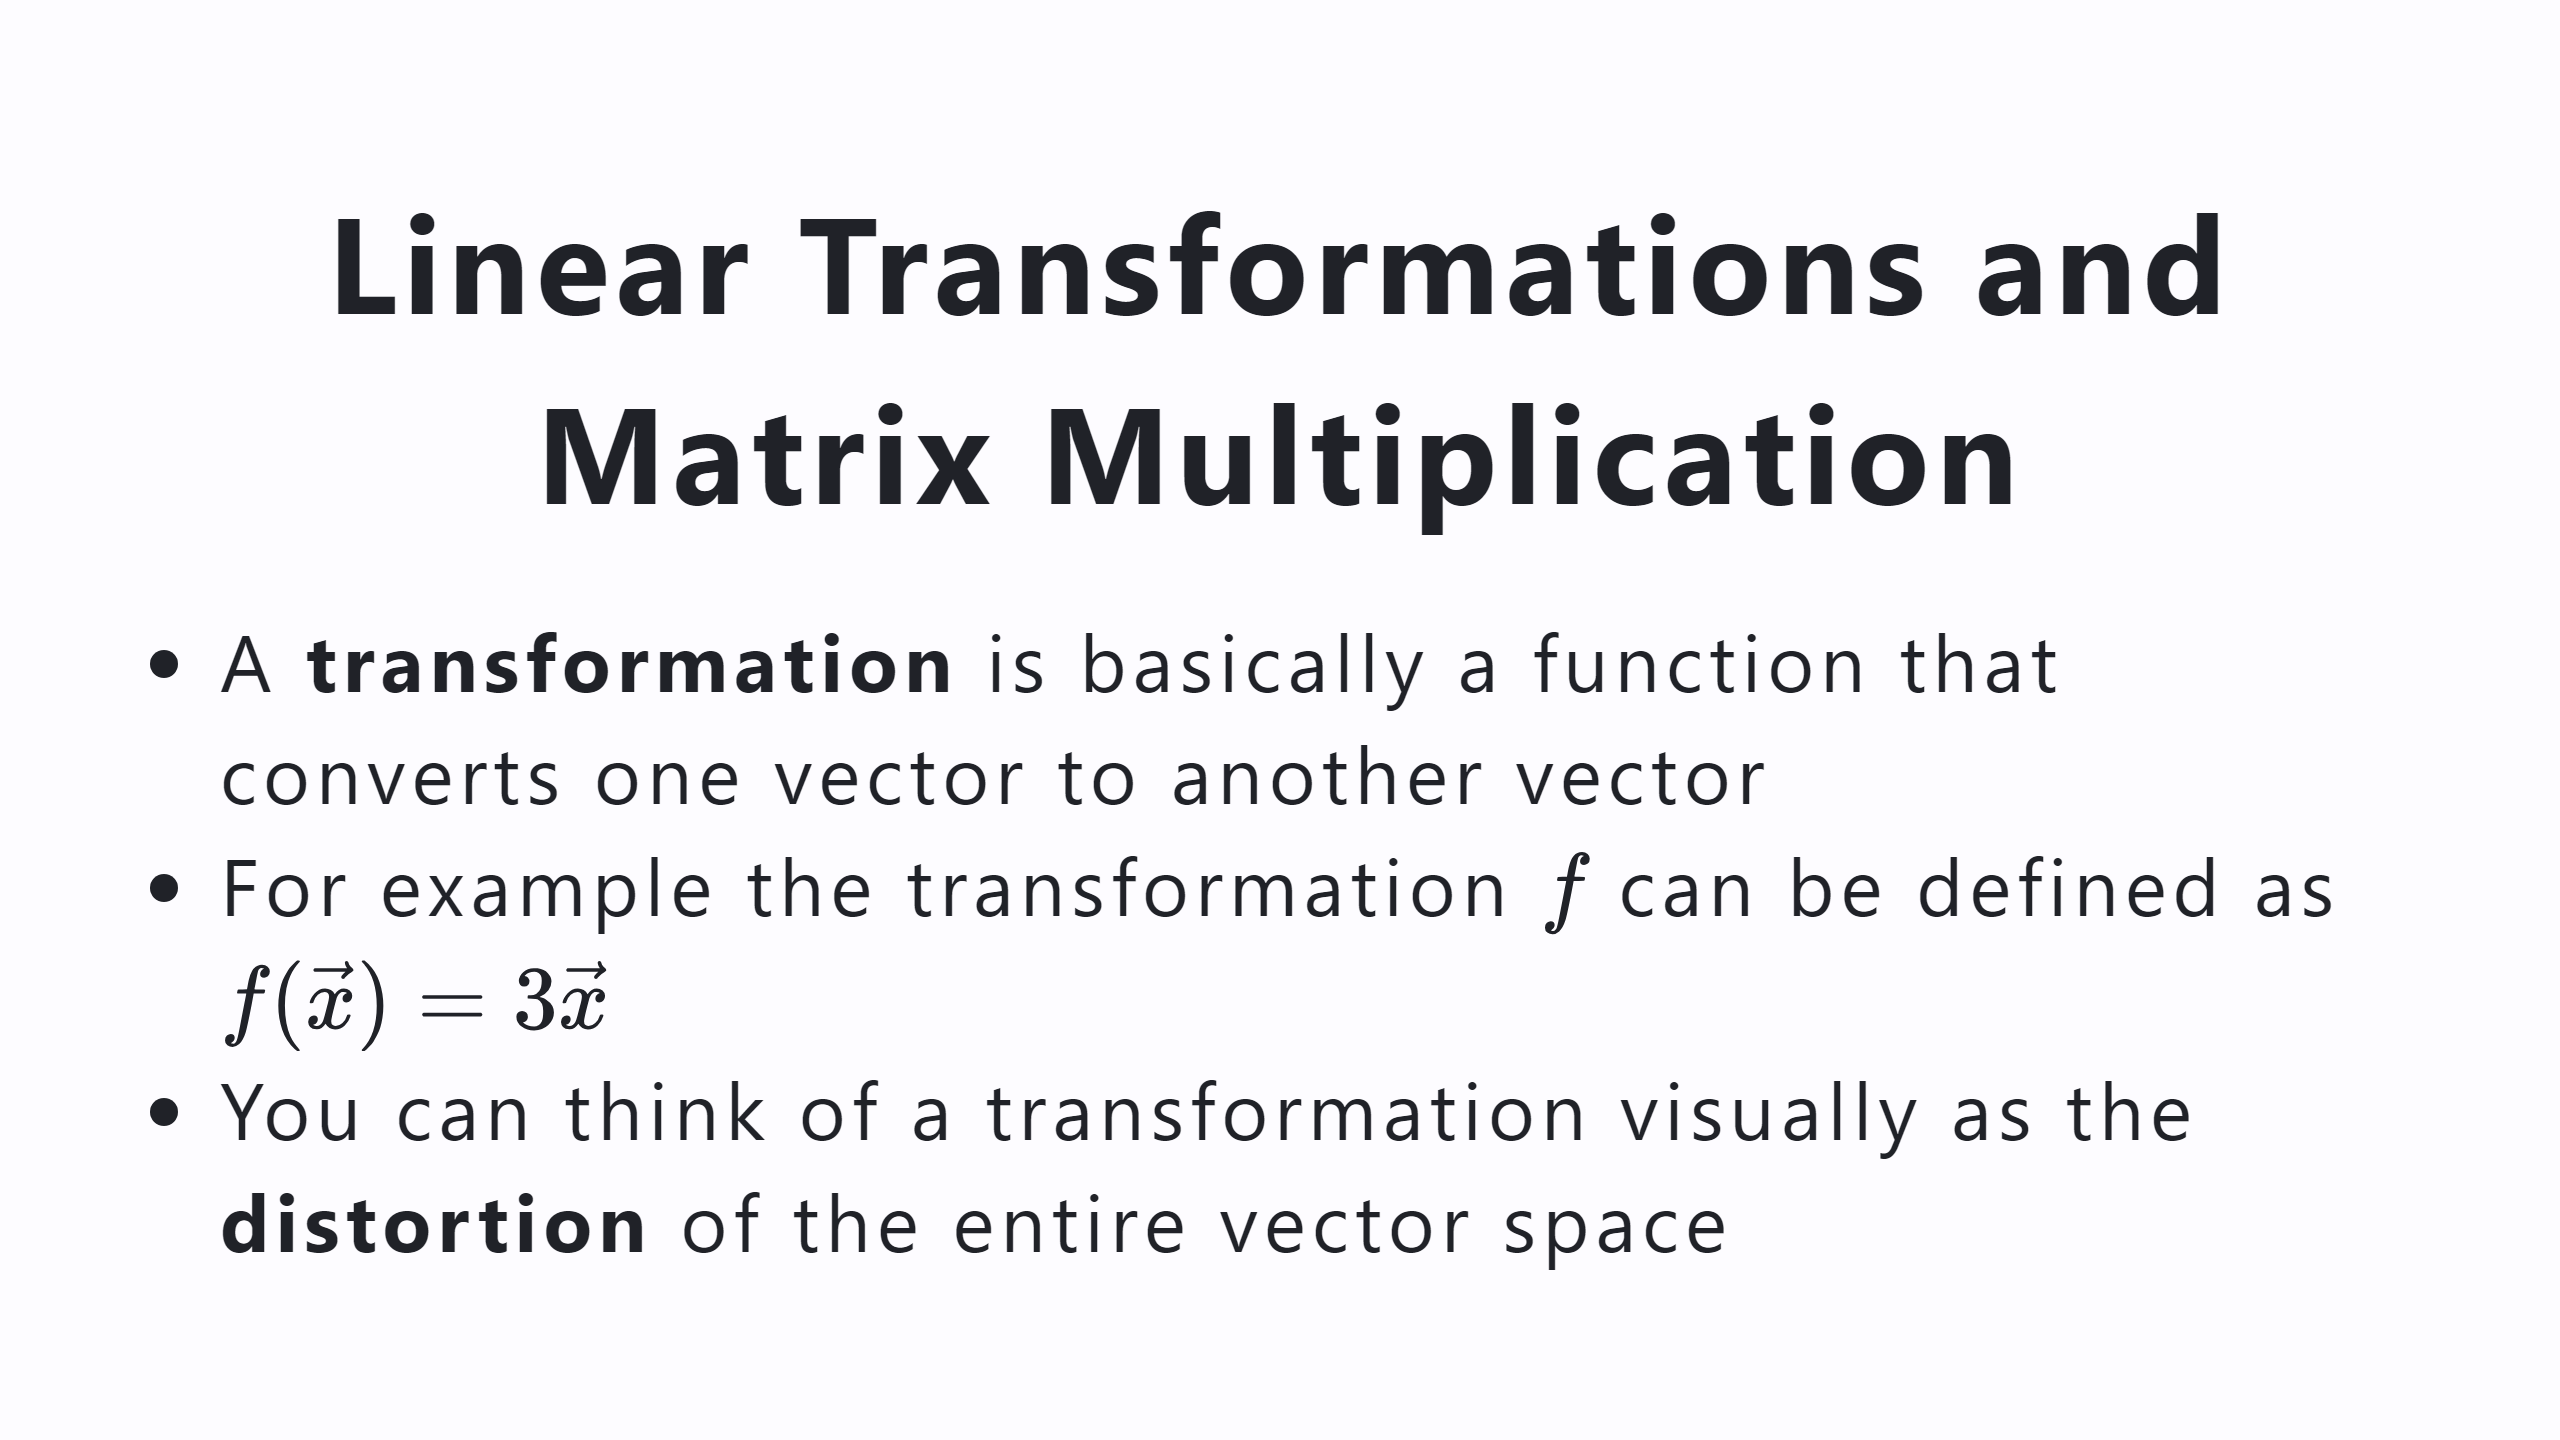 Linear Transformations and
Matrix Multiplication
• A transformation is basically a function that
converts one vector to another vector
• For example the transformation f can be defined as
f(x⃗) = 3x⃗
• You can think of a transformation visually as the
distortion of the entire vector space